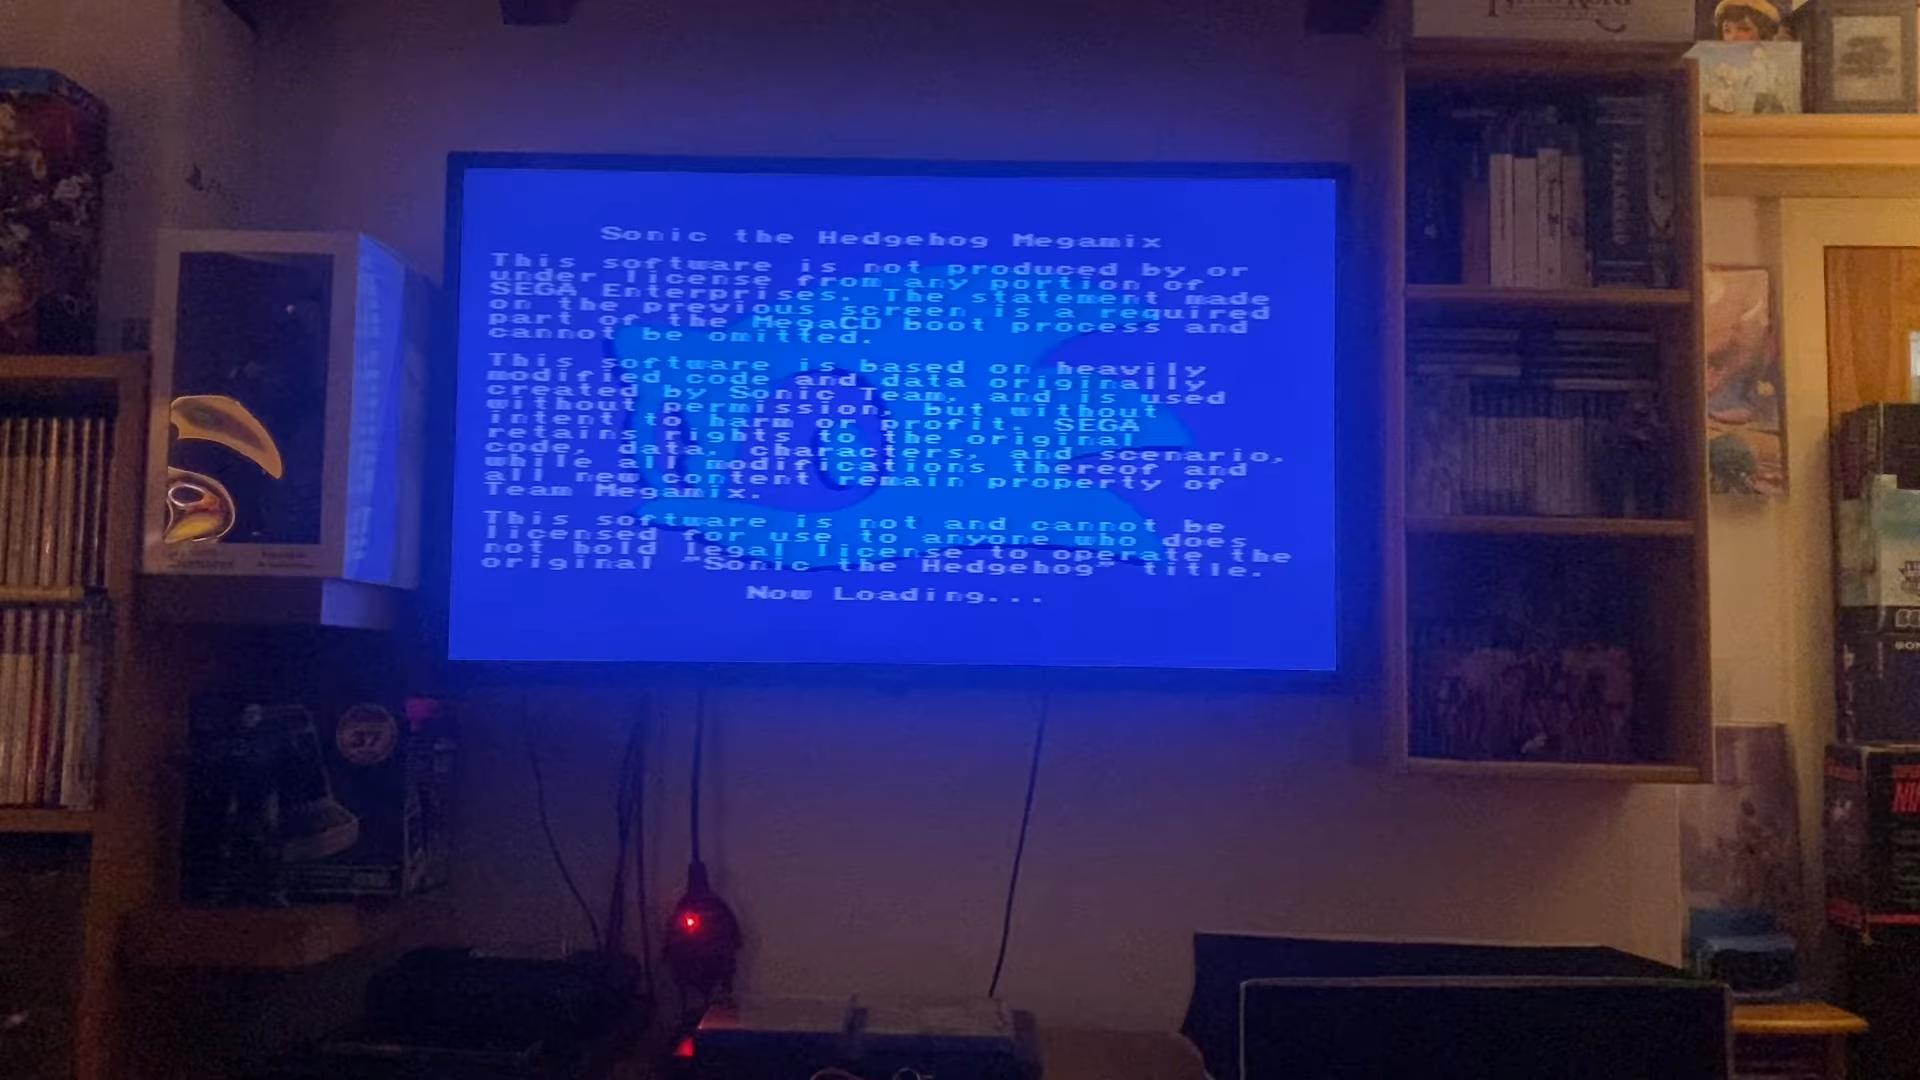 Sonic the Hedgehog Megamix
This software is not produced by or
under license from any portion of
SEGA Enterprises. The statement made
on the previous screen is a required
part of the MegaCD boot process and
cannot be omitted.
This software is based on heavily
modified code and data originally
created by Sonic Team, and is used
without permission, but without
intent to harm or profit. SEGA
retains rights to the original
code, data, characters, and scenario,
while all modifications thereof and
all new content remain property of
Team Megamix.
This software is not and cannot be
licensed for use to anyone who does
not hold legal license to operate the
original "Sonic the Hedgehog" title.
Now Loading...
37